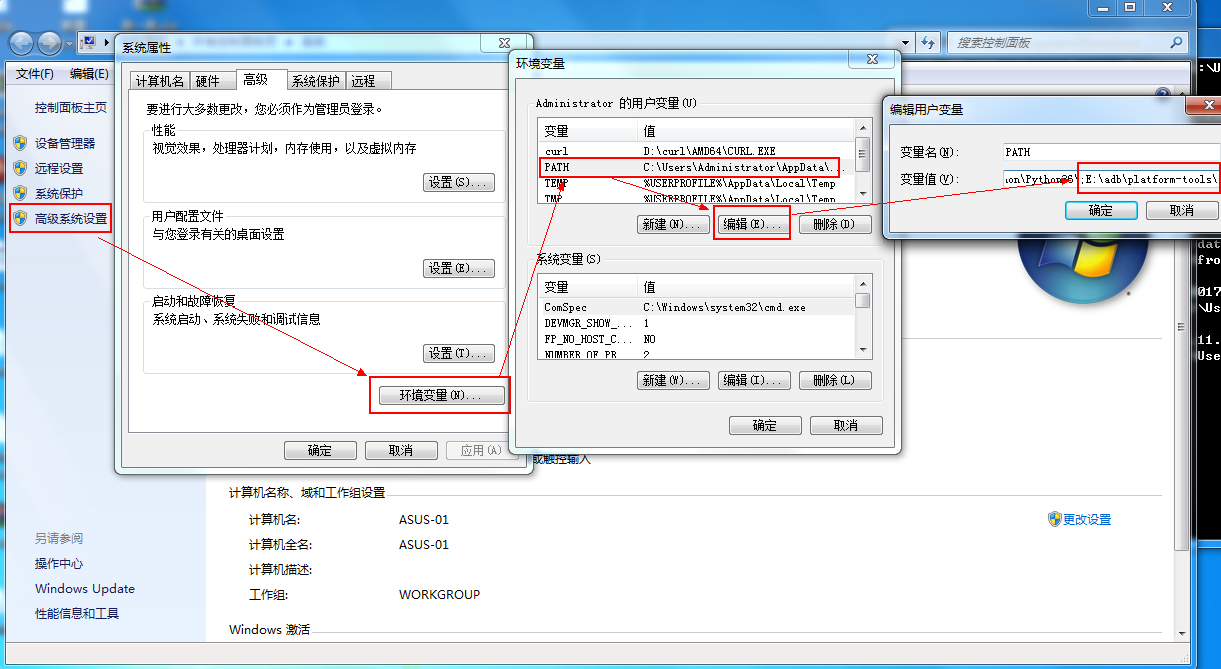 搜索控制面板
文件(F) 编辑(E)
控制面板主页
设备管理器
远程设置
系统保护
高级系统设置
另请参阅
操作中心
Windows Update
性能信息和工具
系统属性
计算机名 硬件 高级 系统保护 远程
要进行大多数更改，您必须作为管理员登录。
性能
视觉效果，处理器计划，内存使用，以及虚拟内存
设置(S)...
用户配置文件
与您登录有关的桌面设置
设置(E)...
启动和故障恢复
系统启动、系统失败和调试信息
设置(T)...
环境变量(N)...
确定 取消 应用(A)
环境变量
Administrator 的用户变量(U)
变量 值
curl D:\curl\AMD64\CURL.EXE
PATH C:\Users\Administrator\AppData\...
TEMP %USERPROFILE%\AppData\Local\Temp
TMP %USERPROFILE%\AppData\Local\Temp
新建(N)... 编辑(E)... 删除(D)
系统变量(S)
变量 值
ComSpec C:\Windows\system32\cmd.exe
DEVMGR_SHOW_... 1
FP_NO_HOST_C... NO
NUMBER_OF_PR... 2
新建(W)... 编辑(I)... 删除(L)
确定 取消
编辑用户变量
变量名(N): PATH
变量值(V): on\Python36\;E:\adb\platform-tools\
确定 取消
:\U
dat
fro
017
\Us
11.
Use
或触控输入
计算机名称、域和工作组设置
计算机名: ASUS-01
更改设置
计算机全名: ASUS-01
计算机描述:
工作组: WORKGROUP
Windows 激活